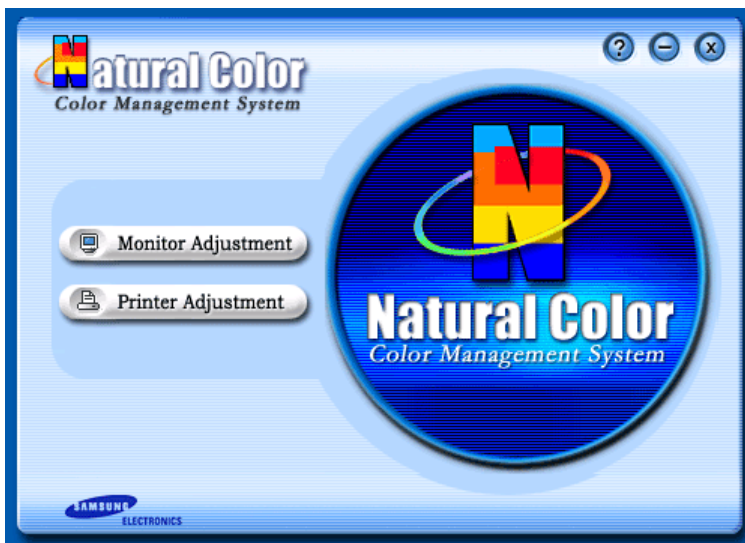 Natural Color
Color Management System
? – x
Monitor Adjustment
Printer Adjustment
N
Natural Color
Color Management System
SAMSUNG
ELECTRONICS